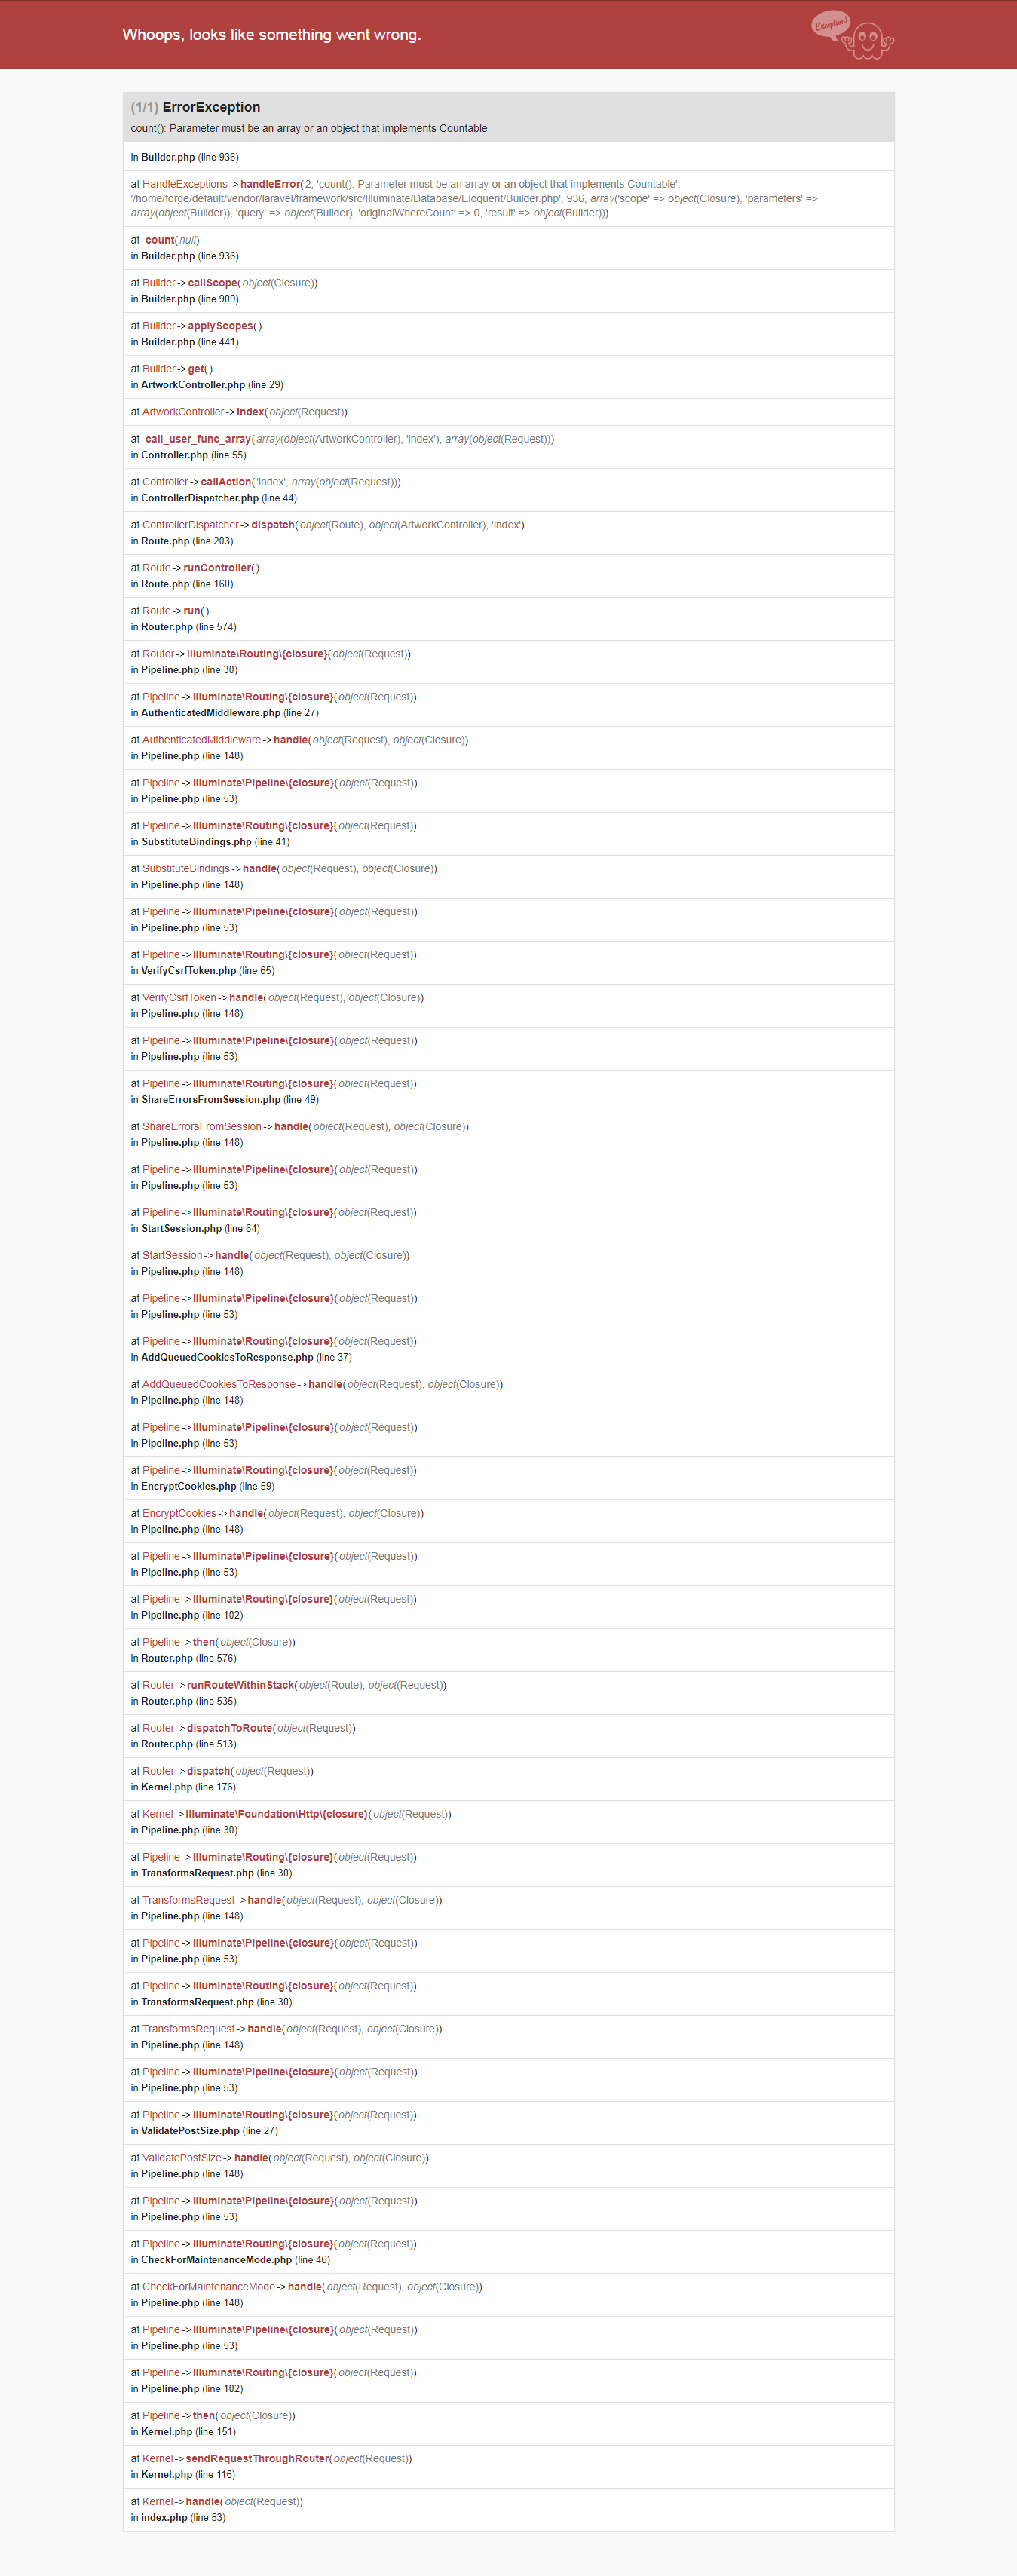 Whoops, looks like something went wrong.
Exception!
(1/1) ErrorException
count(): Parameter must be an array or an object that implements Countable
in Builder.php (line 936)
at HandleExceptions->handleError(2, 'count(): Parameter must be an array or an object that implements Countable',
'/home/forge/default/vendor/laravel/framework/src/Illuminate/Database/Eloquent/Builder.php', 936, array('scope' => object(Closure), 'parameters' =>
array(object(Builder)), 'query' => object(Builder), 'originalWhereCount' => 0, 'result' => object(Builder)))
at count(null)
in Builder.php (line 936)
at Builder->callScope(object(Closure))
in Builder.php (line 909)
at Builder->applyScopes()
in Builder.php (line 441)
at Builder->get()
in ArtworkController.php (line 29)
at ArtworkController->index(object(Request))
at call_user_func_array(array(object(ArtworkController), 'index'), array(object(Request)))
in Controller.php (line 55)
at Controller->callAction('index', array(object(Request)))
in ControllerDispatcher.php (line 44)
at ControllerDispatcher->dispatch(object(Route), object(ArtworkController), 'index')
in Route.php (line 203)
at Route->runController()
in Route.php (line 160)
at Route->run()
in Router.php (line 574)
at Router->Illuminate\Routing\{closure}(object(Request))
in Pipeline.php (line 30)
at Pipeline->Illuminate\Routing\{closure}(object(Request))
in AuthenticatedMiddleware.php (line 27)
at AuthenticatedMiddleware->handle(object(Request), object(Closure))
in Pipeline.php (line 148)
at Pipeline->Illuminate\Pipeline\{closure}(object(Request))
in Pipeline.php (line 53)
at Pipeline->Illuminate\Routing\{closure}(object(Request))
in SubstituteBindings.php (line 41)
at SubstituteBindings->handle(object(Request), object(Closure))
in Pipeline.php (line 148)
at Pipeline->Illuminate\Pipeline\{closure}(object(Request))
in Pipeline.php (line 53)
at Pipeline->Illuminate\Routing\{closure}(object(Request))
in VerifyCsrfToken.php (line 65)
at VerifyCsrfToken->handle(object(Request), object(Closure))
in Pipeline.php (line 148)
at Pipeline->Illuminate\Pipeline\{closure}(object(Request))
in Pipeline.php (line 53)
at Pipeline->Illuminate\Routing\{closure}(object(Request))
in ShareErrorsFromSession.php (line 49)
at ShareErrorsFromSession->handle(object(Request), object(Closure))
in Pipeline.php (line 148)
at Pipeline->Illuminate\Pipeline\{closure}(object(Request))
in Pipeline.php (line 53)
at Pipeline->Illuminate\Routing\{closure}(object(Request))
in StartSession.php (line 64)
at StartSession->handle(object(Request), object(Closure))
in Pipeline.php (line 148)
at Pipeline->Illuminate\Pipeline\{closure}(object(Request))
in Pipeline.php (line 53)
at Pipeline->Illuminate\Routing\{closure}(object(Request))
in AddQueuedCookiesToResponse.php (line 37)
at AddQueuedCookiesToResponse->handle(object(Request), object(Closure))
in Pipeline.php (line 148)
at Pipeline->Illuminate\Pipeline\{closure}(object(Request))
in Pipeline.php (line 53)
at Pipeline->Illuminate\Routing\{closure}(object(Request))
in EncryptCookies.php (line 59)
at EncryptCookies->handle(object(Request), object(Closure))
in Pipeline.php (line 148)
at Pipeline->Illuminate\Pipeline\{closure}(object(Request))
in Pipeline.php (line 53)
at Pipeline->Illuminate\Routing\{closure}(object(Request))
in Pipeline.php (line 102)
at Pipeline->then(object(Closure))
in Router.php (line 576)
at Router->runRouteWithinStack(object(Route), object(Request))
in Router.php (line 535)
at Router->dispatchToRoute(object(Request))
in Router.php (line 513)
at Router->dispatch(object(Request))
in Kernel.php (line 176)
at Kernel->Illuminate\Foundation\Http\{closure}(object(Request))
in Pipeline.php (line 30)
at Pipeline->Illuminate\Routing\{closure}(object(Request))
in TransformsRequest.php (line 30)
at TransformsRequest->handle(object(Request), object(Closure))
in Pipeline.php (line 148)
at Pipeline->Illuminate\Pipeline\{closure}(object(Request))
in Pipeline.php (line 53)
at Pipeline->Illuminate\Routing\{closure}(object(Request))
in TransformsRequest.php (line 30)
at TransformsRequest->handle(object(Request), object(Closure))
in Pipeline.php (line 148)
at Pipeline->Illuminate\Pipeline\{closure}(object(Request))
in Pipeline.php (line 53)
at Pipeline->Illuminate\Routing\{closure}(object(Request))
in ValidatePostSize.php (line 27)
at ValidatePostSize->handle(object(Request), object(Closure))
in Pipeline.php (line 148)
at Pipeline->Illuminate\Pipeline\{closure}(object(Request))
in Pipeline.php (line 53)
at Pipeline->Illuminate\Routing\{closure}(object(Request))
in CheckForMaintenanceMode.php (line 46)
at CheckForMaintenanceMode->handle(object(Request), object(Closure))
in Pipeline.php (line 148)
at Pipeline->Illuminate\Pipeline\{closure}(object(Request))
in Pipeline.php (line 53)
at Pipeline->Illuminate\Routing\{closure}(object(Request))
in Pipeline.php (line 102)
at Pipeline->then(object(Closure))
in Kernel.php (line 151)
at Kernel->sendRequestThroughRouter(object(Request))
in Kernel.php (line 116)
at Kernel->handle(object(Request))
in index.php (line 53)